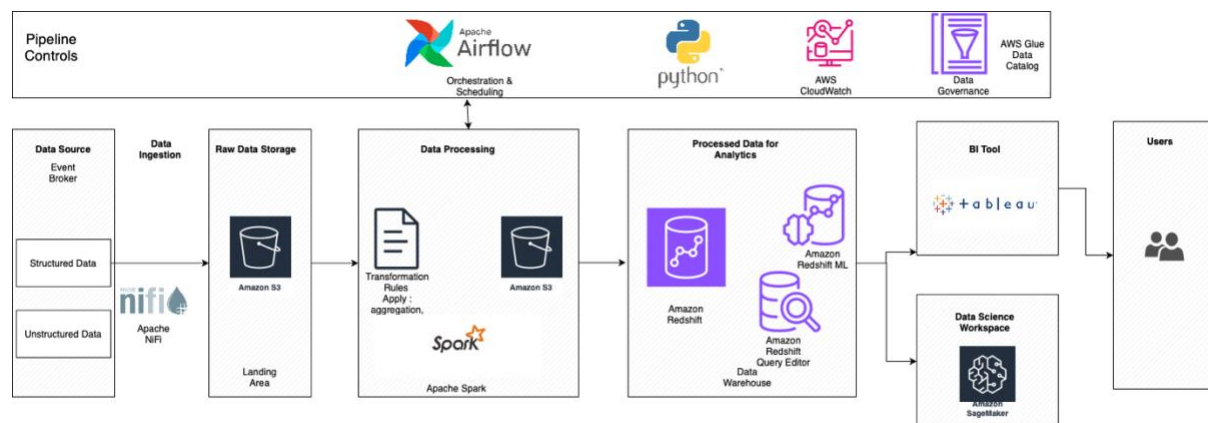 Pipeline
Controls
Apache
Airflow
Orchestration &
Scheduling
python™
AWS
CloudWatch
Data
Governance
AWS Glue
Data
Catalog
Data Source
Event
Broker
Structured Data
Unstructured Data
Data
Ingestion
nifi
Apache
NiFi
Raw Data Storage
Amazon S3
Landing
Area
Data Processing
Transformation
Rules
Apply :
aggregation,
Amazon S3
Spark
Apache Spark
Processed Data for
Analytics
Amazon
Redshift
Amazon
Redshift ML
Amazon
Redshift
Query Editor
Data
Warehouse
BI Tool
+ableau
Data Science
Workspace
Amazon
SageMaker
Users